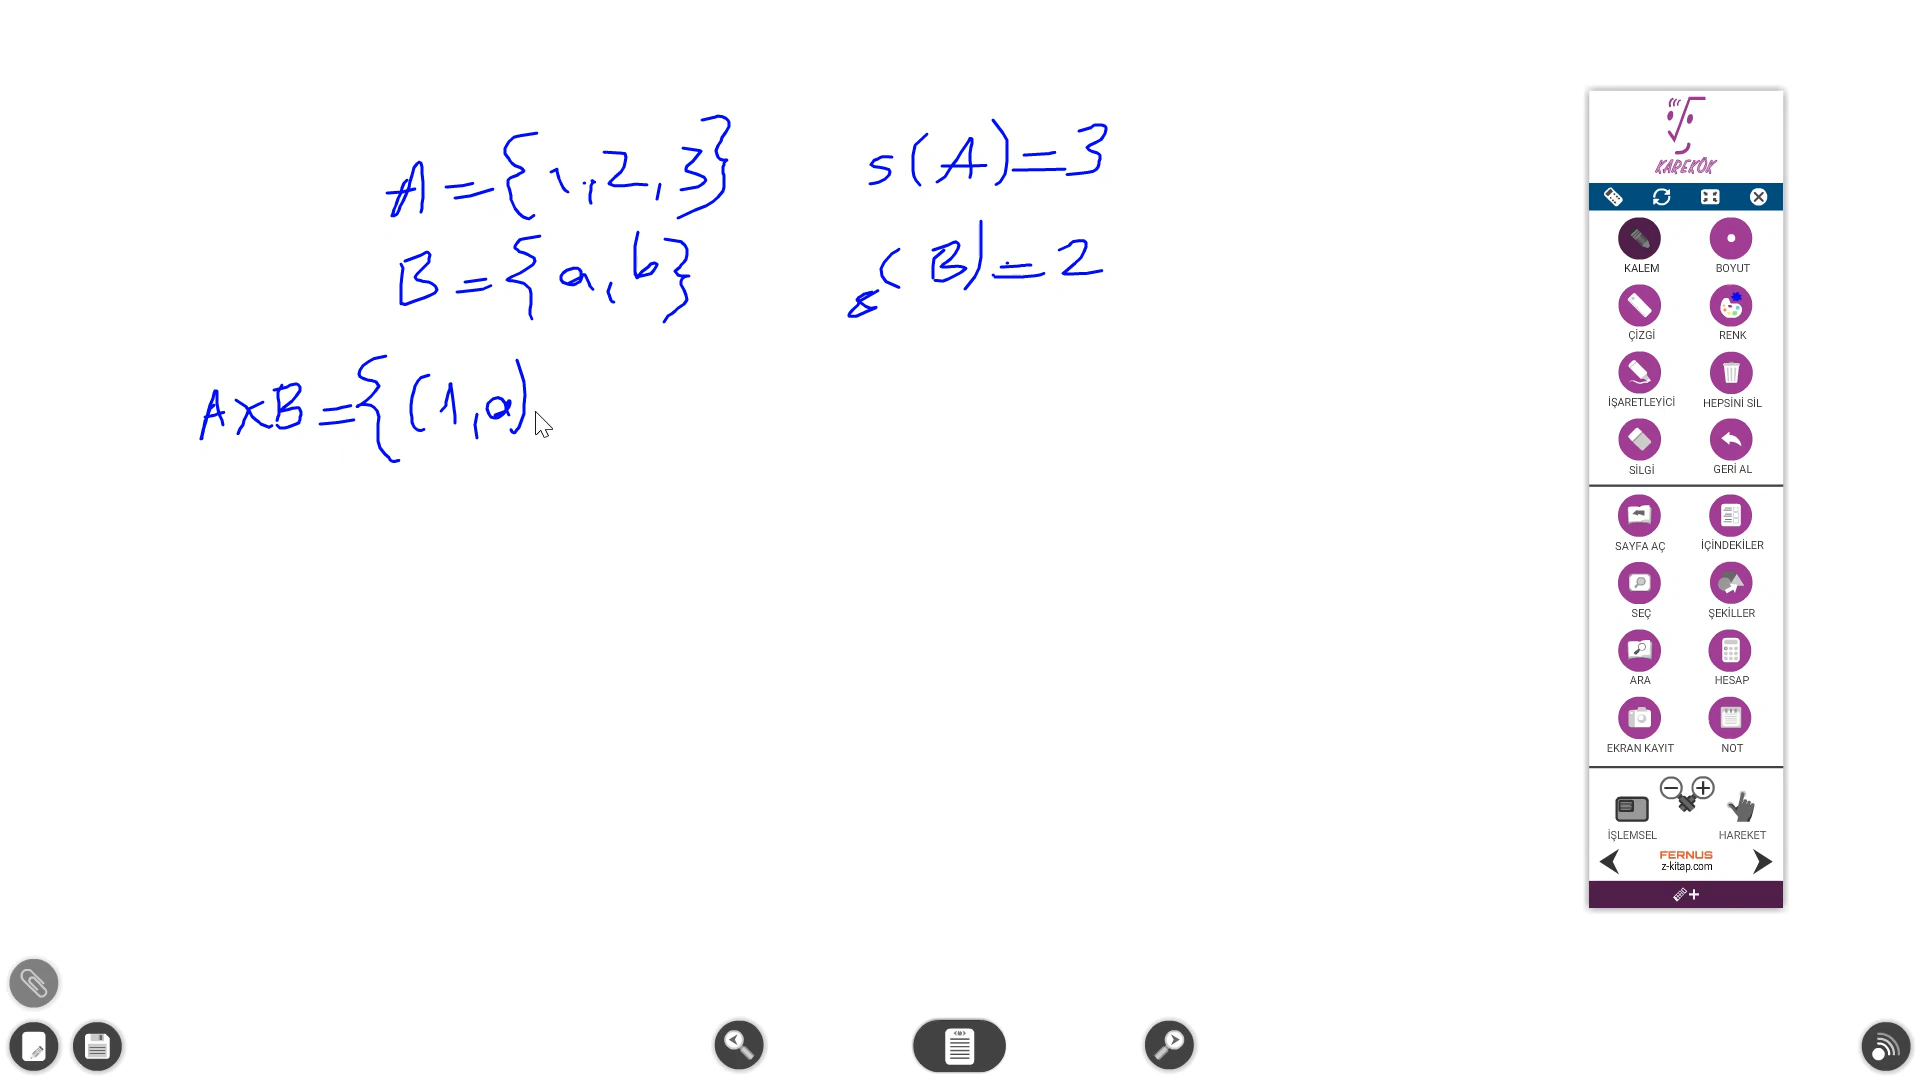 A = {1, 2, 3}
s(A) = 3
B = {a, b}
s(B) = 2
A×B = {(1, a)
KAREKÖK
KALEM
BOYUT
ÇİZGİ
RENK
İŞARETLEYİCİ
HEPSİNİ SİL
SİLGİ
GERİ AL
SAYFA AÇ
İÇİNDEKİLER
SEÇ
ŞEKİLLER
ARA
HESAP
EKRAN KAYIT
NOT
İŞLEMSEL
HAREKET
FERNUS
z-kitap.com